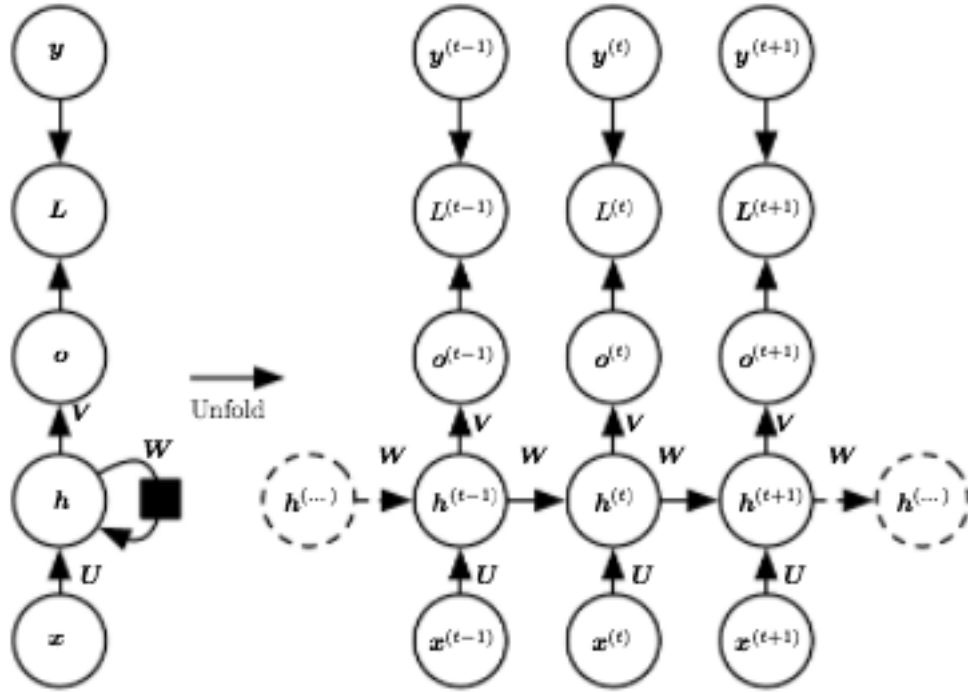 y y^(t−1) y^(t) y^(t+1)
L L^(t−1) L^(t) L^(t+1)
o o^(t−1) o^(t) o^(t+1)
Unfold
V V V V
W W W W W
h h^(...) h^(t−1) h^(t) h^(t+1) h^(...)
U U U U
x x^(t−1) x^(t) x^(t+1)